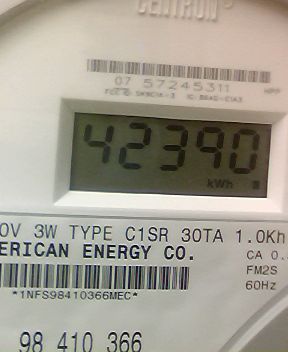 CENTRON®
07 57245311
42390
kWh
0V 3W TYPE C1SR 30TA 1.0Kh
ERICAN ENERGY CO. CA 0.
FM2S
*1NFS98410366MEC* 60Hz
98 410 366